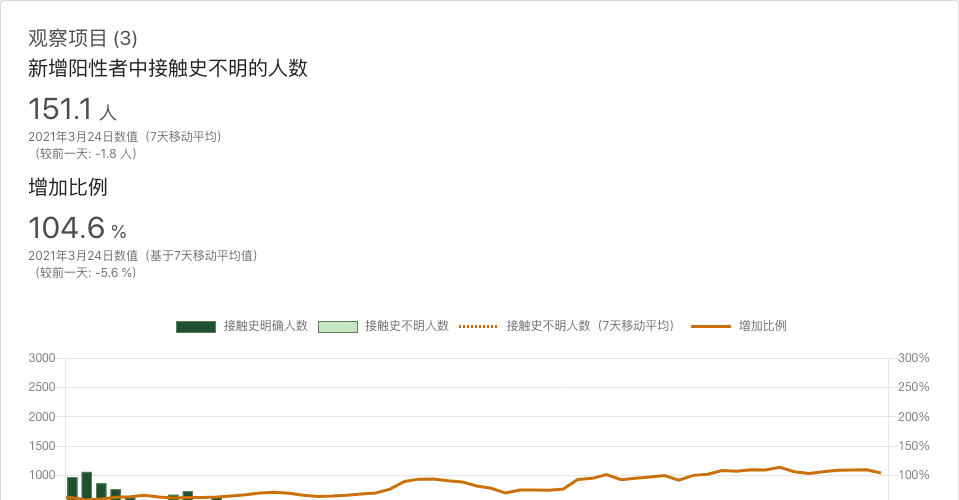 观察项目 (3)
新增阳性者中接触史不明的人数
151.1 人
2021年3月24日数值（7天移动平均）
（较前一天: -1.8 人）
增加比例
104.6 %
2021年3月24日数值（基于7天移动平均值）
（较前一天: -5.6 %）
接触史明确人数 接触史不明人数 接触史不明人数（7天移动平均） 增加比例
3000 300%
2500 250%
2000 200%
1500 150%
1000 100%